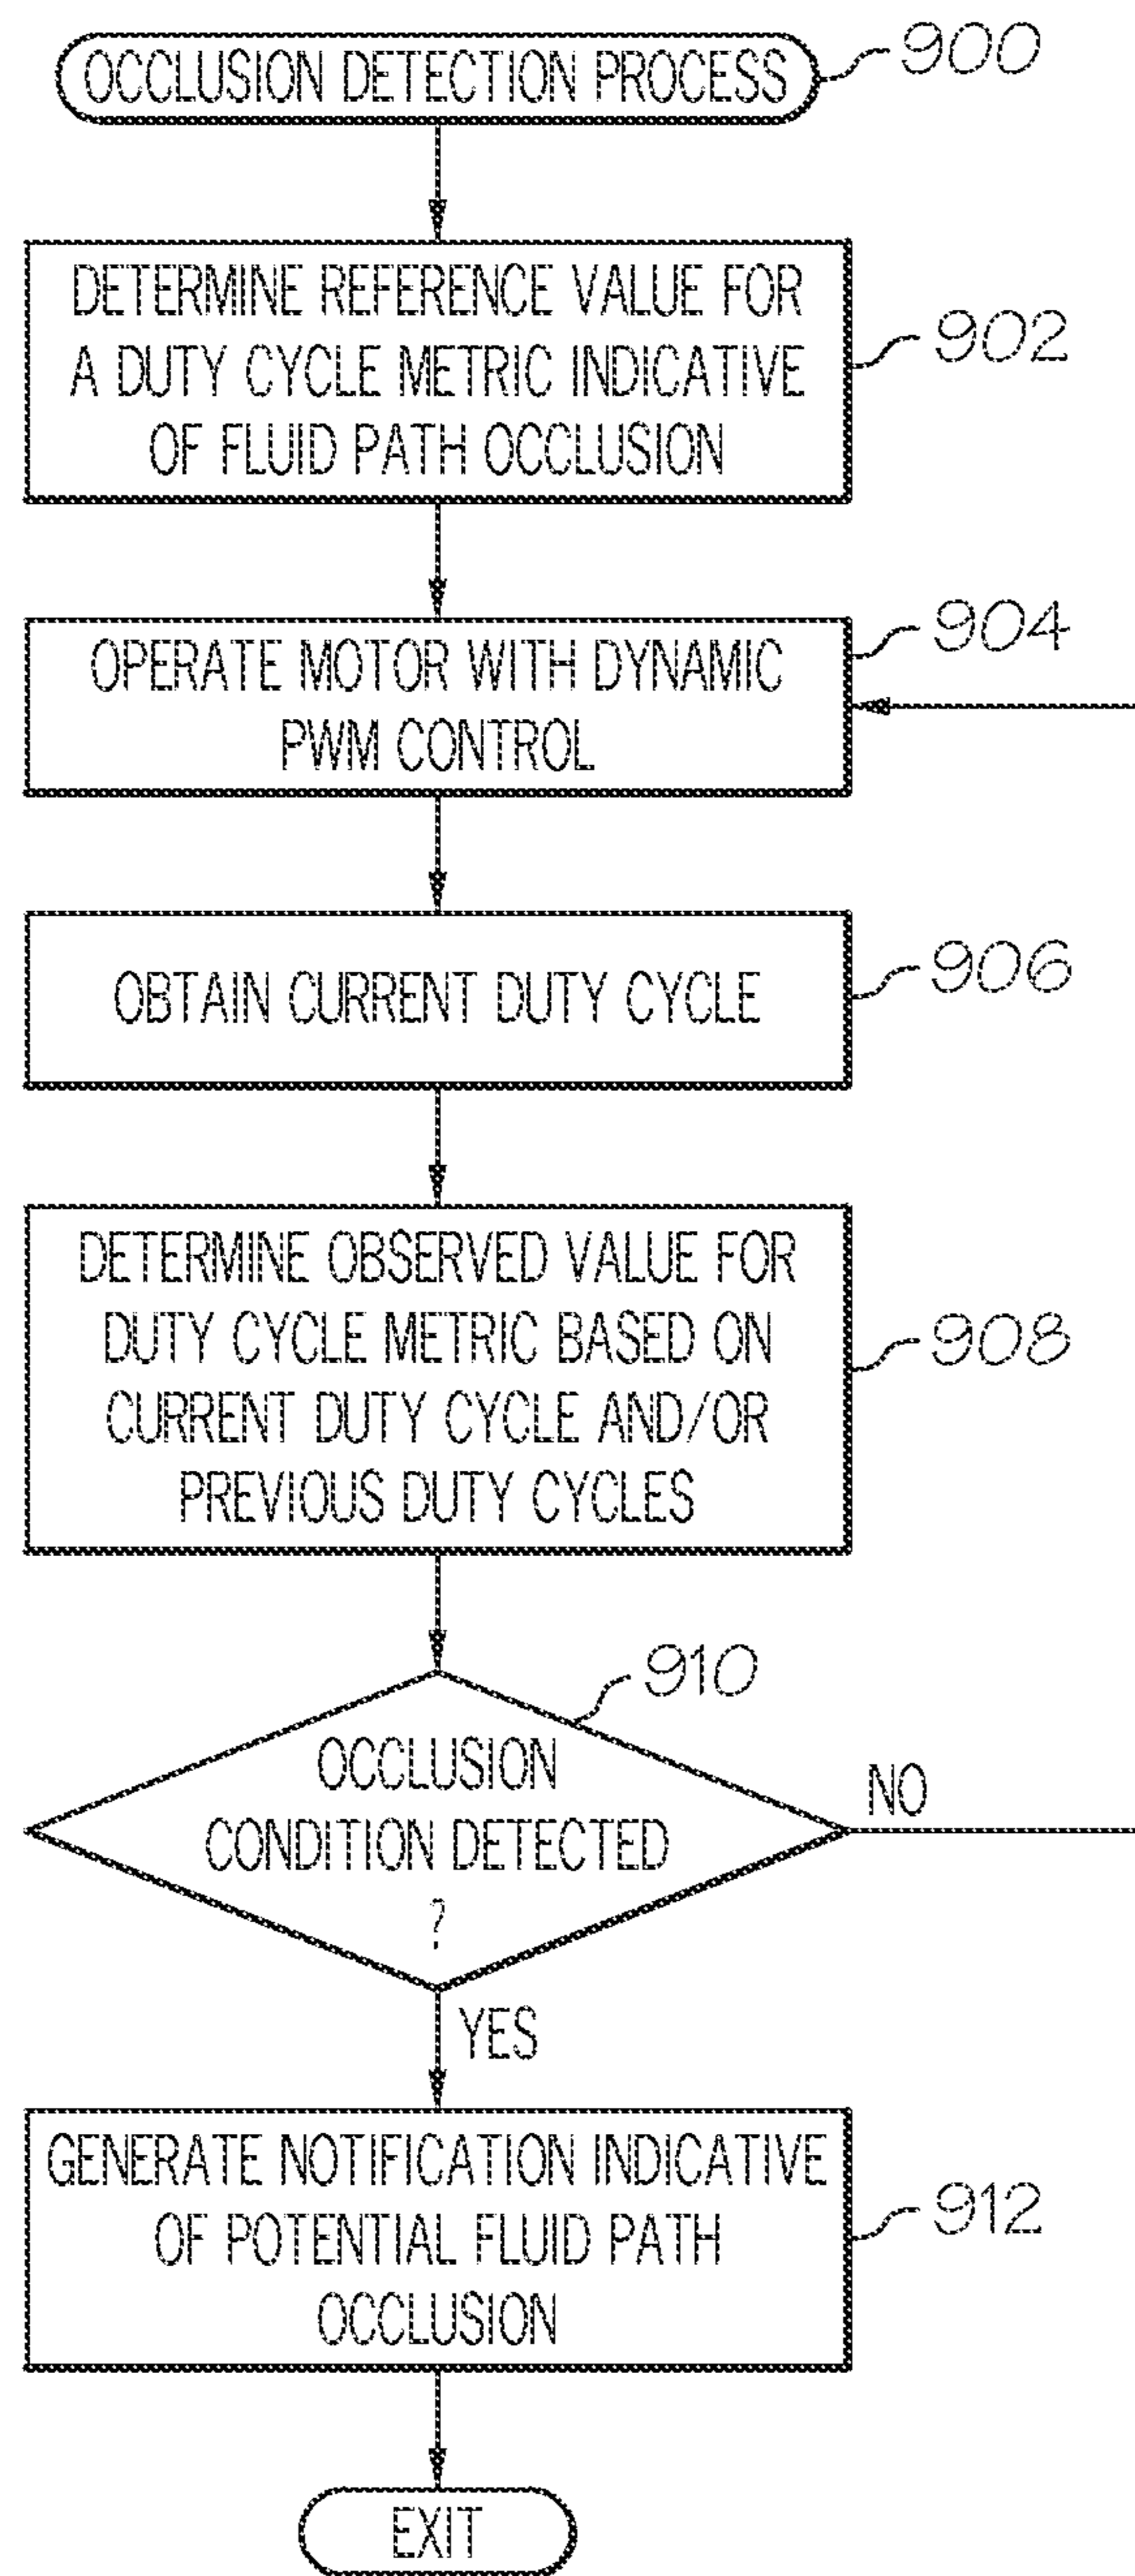 OCCLUSION DETECTION PROCESS
900
DETERMINE REFERENCE VALUE FOR
A DUTY CYCLE METRIC INDICATIVE
OF FLUID PATH OCCLUSION
902
OPERATE MOTOR WITH DYNAMIC
PWM CONTROL
904
OBTAIN CURRENT DUTY CYCLE
906
DETERMINE OBSERVED VALUE FOR
DUTY CYCLE METRIC BASED ON
CURRENT DUTY CYCLE AND/OR
PREVIOUS DUTY CYCLES
908
910
OCCLUSION
CONDITION DETECTED
?
NO
YES
GENERATE NOTIFICATION INDICATIVE
OF POTENTIAL FLUID PATH
OCCLUSION
912
EXIT